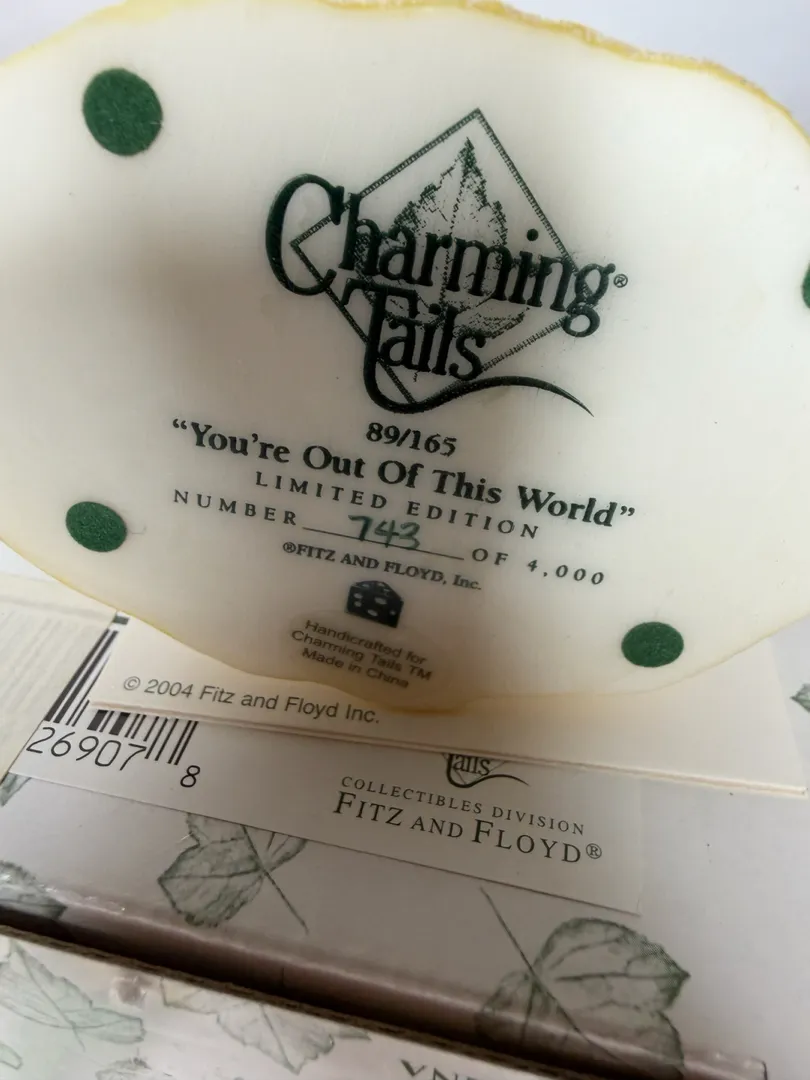 Charming®
Tails
89/165
“You're Out Of This World”
LIMITED EDITION
NUMBER 743 OF 4,000
®FITZ AND FLOYD, Inc.
Handicrafted for
Charming Tails TM
Made in China
© 2004 Fitz and Floyd Inc.
26907 8
Tails
COLLECTIBLES DIVISION
FITZ AND FLOYD®